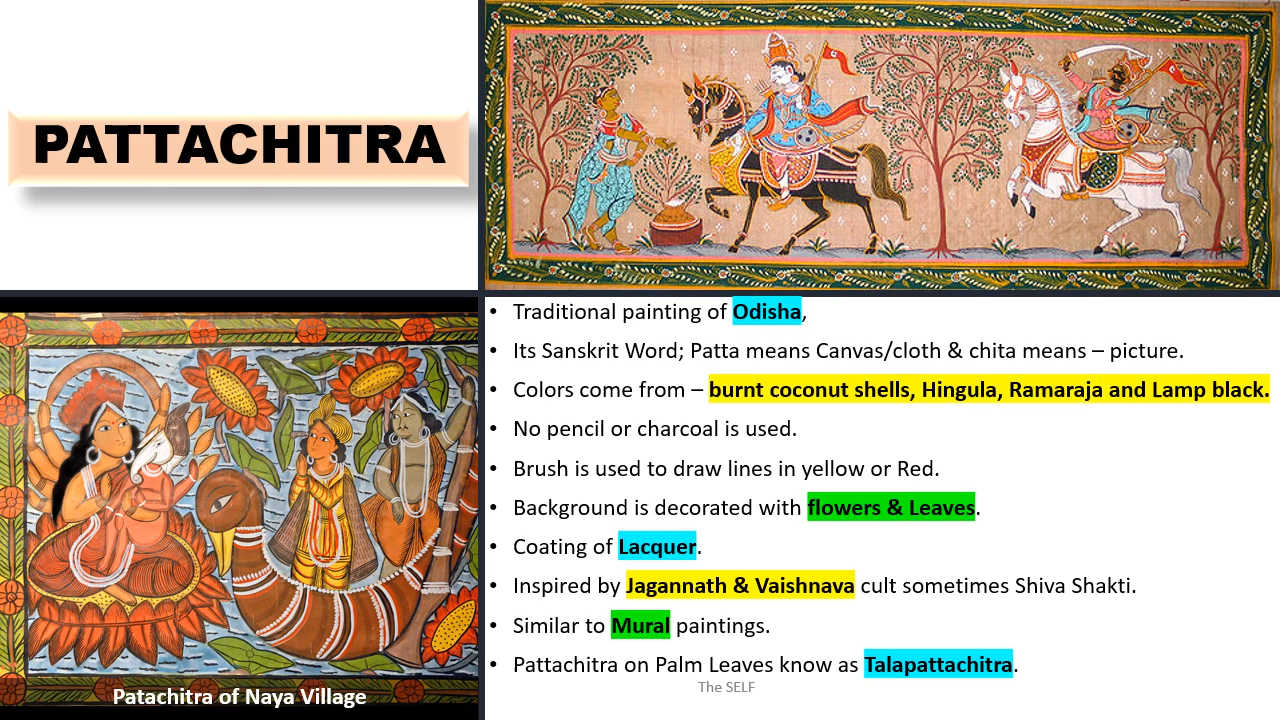 PATTACHITRA
• Traditional painting of Odisha,
• Its Sanskrit Word; Patta means Canvas/cloth & chita means – picture.
• Colors come from – burnt coconut shells, Hingula, Ramaraja and Lamp black.
• No pencil or charcoal is used.
• Brush is used to draw lines in yellow or Red.
• Background is decorated with flowers & Leaves.
• Coating of Lacquer.
• Inspired by Jagannath & Vaishnava cult sometimes Shiva Shakti.
• Similar to Mural paintings.
• Pattachitra on Palm Leaves know as Talapattachitra.
Patachitra of Naya Village
The SELF